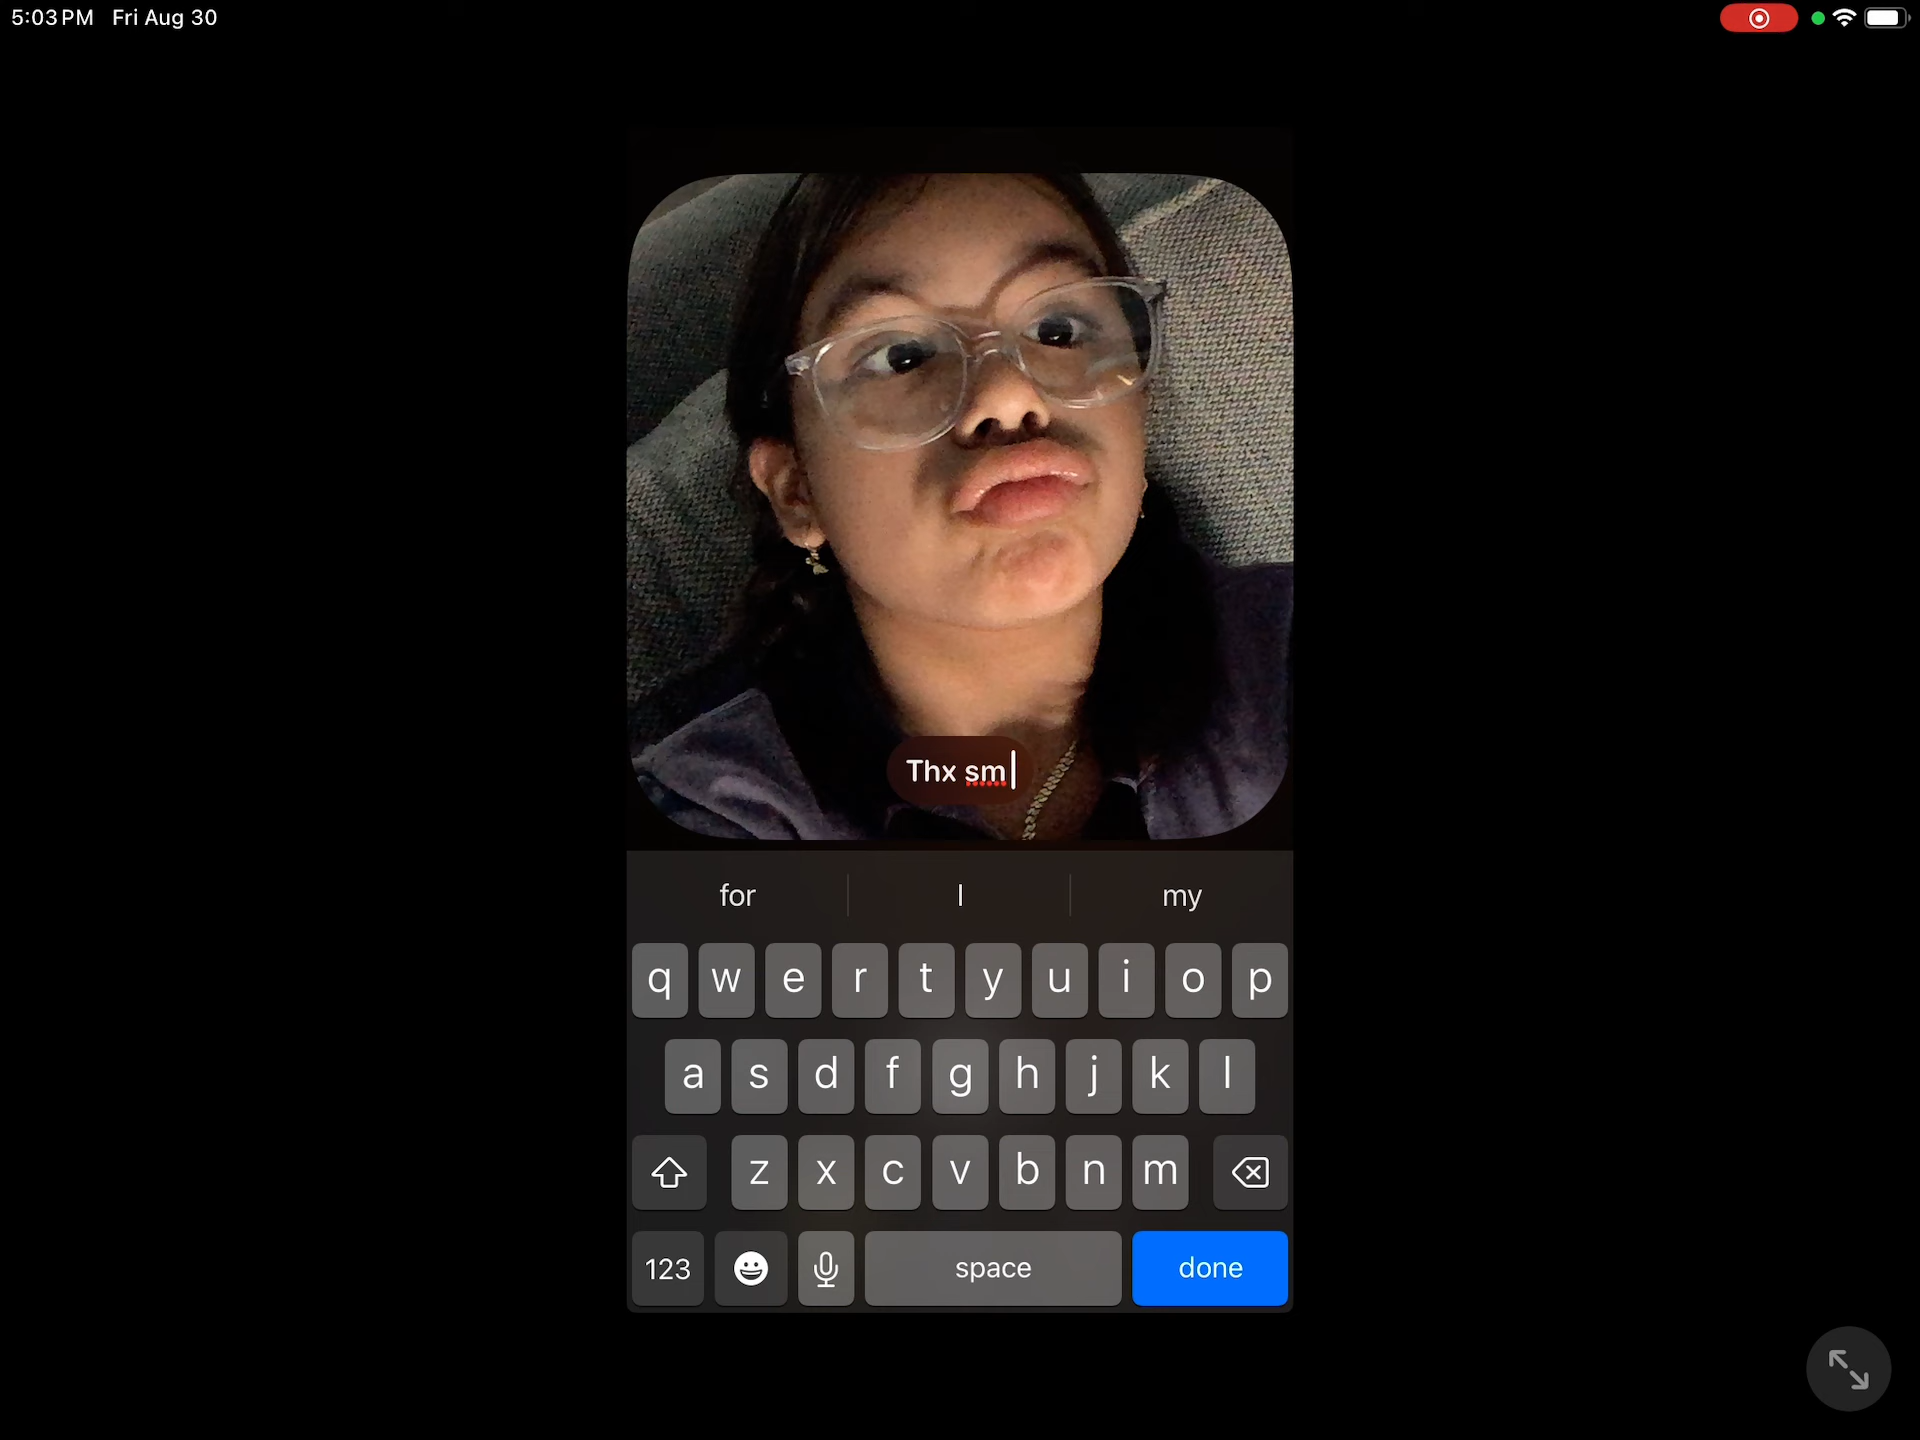 5:03 PM Fri Aug 30
Thx sm
for I my
q w e r t y u i o p
a s d f g h j k l
z x c v b n m
123 space done